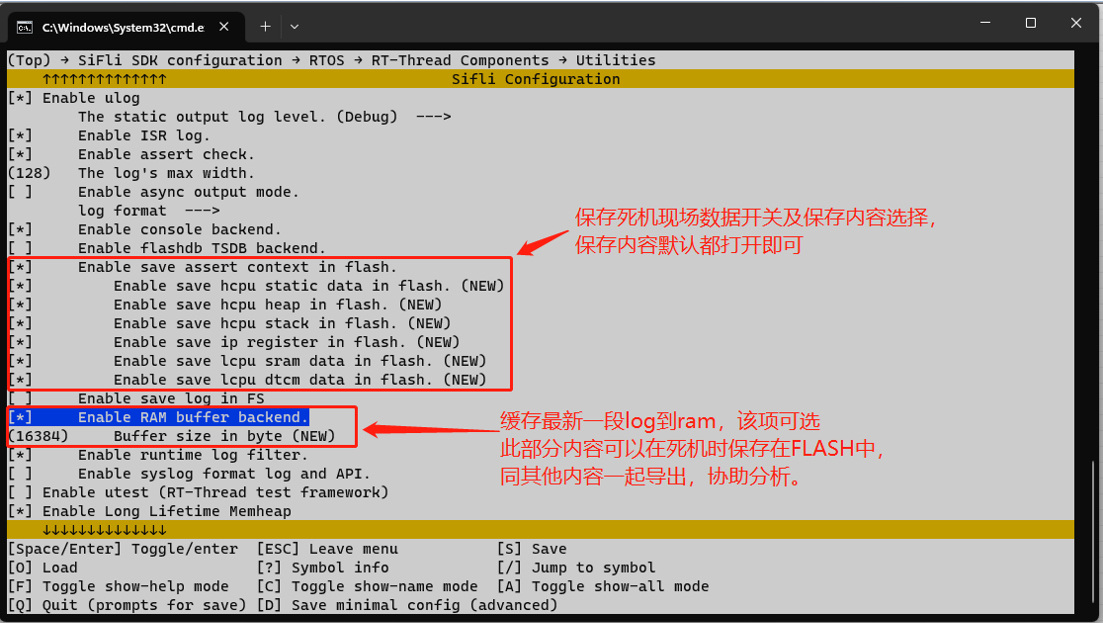 C:\Windows\System32\cmd.e
(Top) → SiFli SDK configuration → RTOS → RT-Thread Components → Utilities
↑↑↑↑↑↑↑↑↑↑↑↑↑↑ Sifli Configuration
[*] Enable ulog
The static output log level. (Debug) --->
[*] Enable ISR log.
[*] Enable assert check.
(128) The log's max width.
[ ] Enable async output mode.
log format --->
[*] Enable console backend.
[ ] Enable flashdb TSDB backend.
[*] Enable save assert context in flash.
[*] Enable save hcpu static data in flash. (NEW)
[*] Enable save hcpu heap in flash. (NEW)
[*] Enable save hcpu stack in flash. (NEW)
[*] Enable save ip register in flash. (NEW)
[*] Enable save lcpu sram data in flash. (NEW)
[*] Enable save lcpu dtcm data in flash. (NEW)
保存死机现场数据开关及保存内容选择，
保存内容默认都打开即可
[ ] Enable save log in FS
[*] Enable RAM buffer backend.
(16384) Buffer size in byte (NEW)
缓存最新一段log到ram，该项可选
此部分内容可以在死机时保存在FLASH中，
同其他内容一起导出，协助分析。
[*] Enable runtime log filter.
[ ] Enable syslog format log and API.
[ ] Enable utest (RT-Thread test framework)
[*] Enable Long Lifetime Memheap
↓↓↓↓↓↓↓↓↓↓↓↓↓↓
[Space/Enter] Toggle/enter [ESC] Leave menu [S] Save
[O] Load [?] Symbol info [/] Jump to symbol
[F] Toggle show-help mode [C] Toggle show-name mode [A] Toggle show-all mode
[Q] Quit (prompts for save) [D] Save minimal config (advanced)